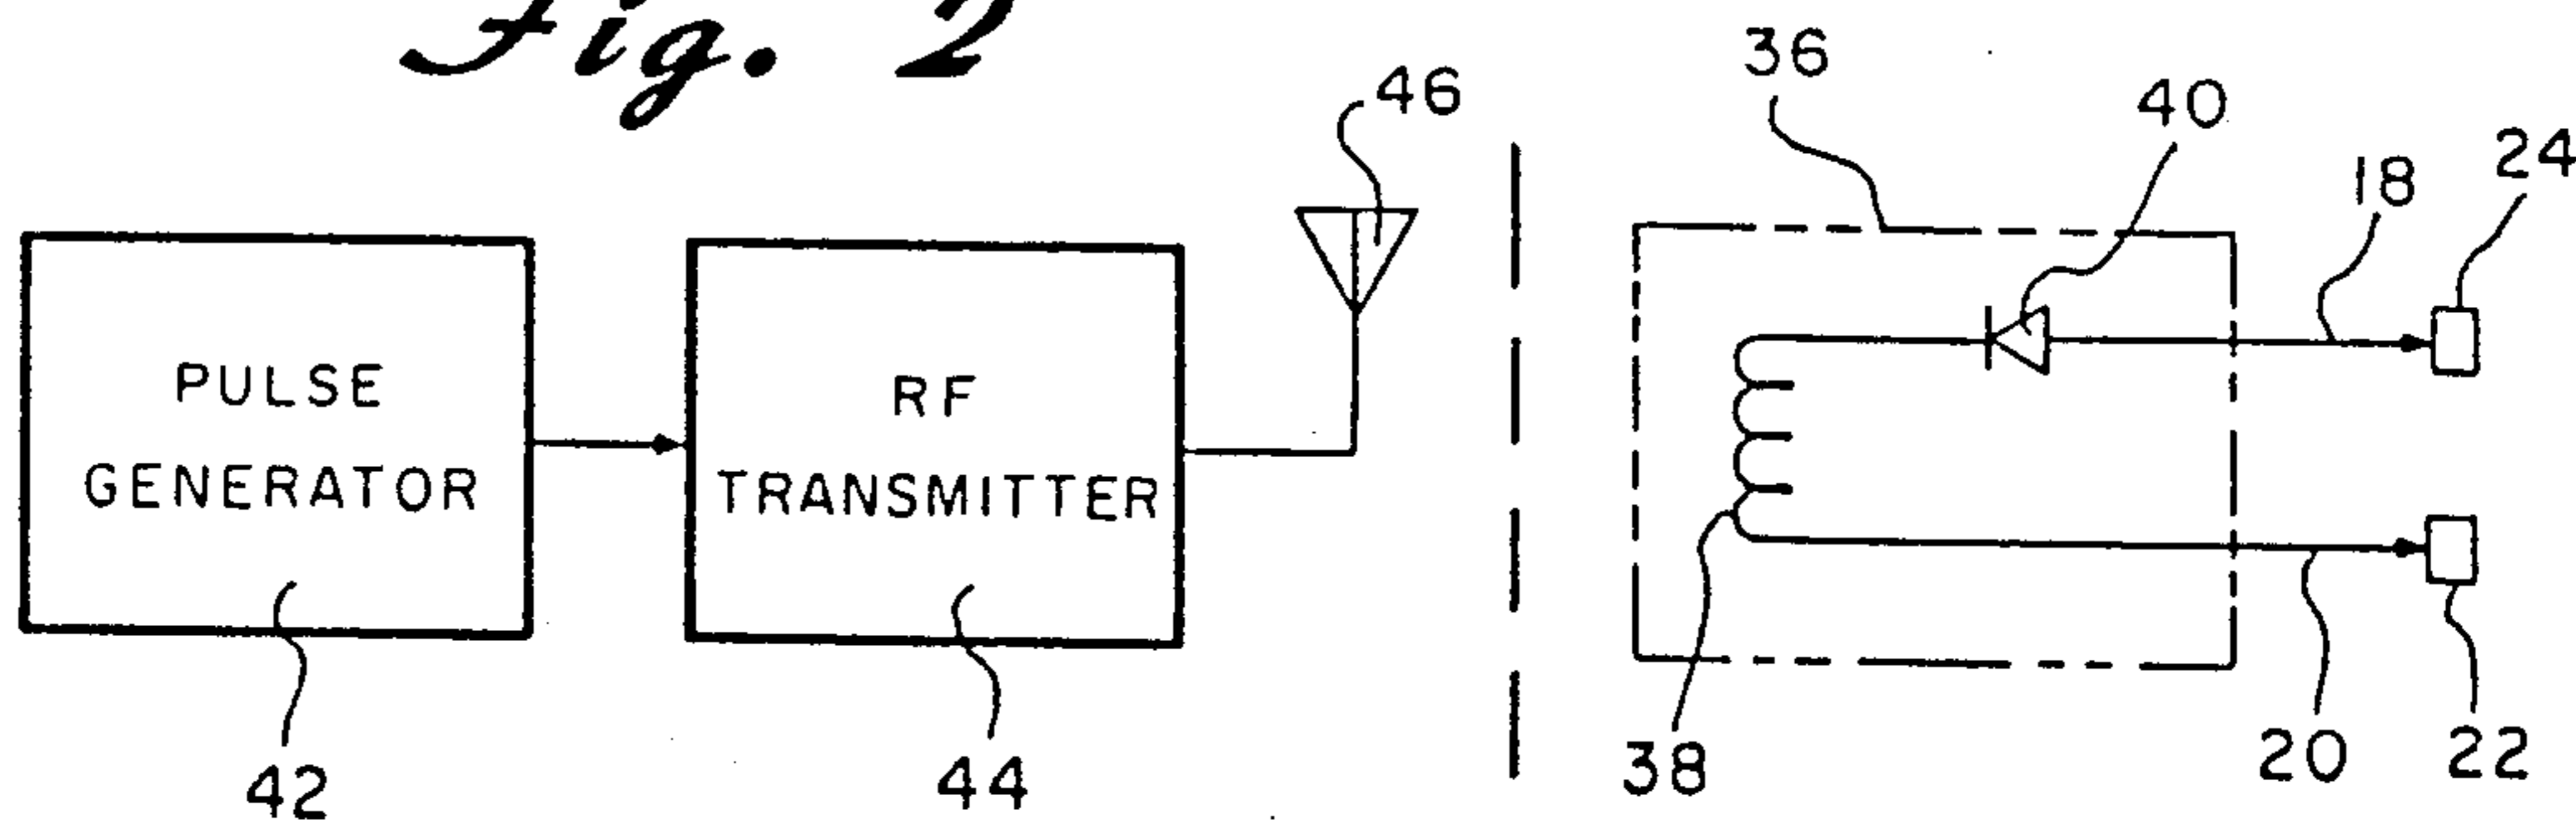 Fig. 2
36
46
40
24
18
PULSE
GENERATOR
RF
TRANSMITTER
42
44
38
20
22